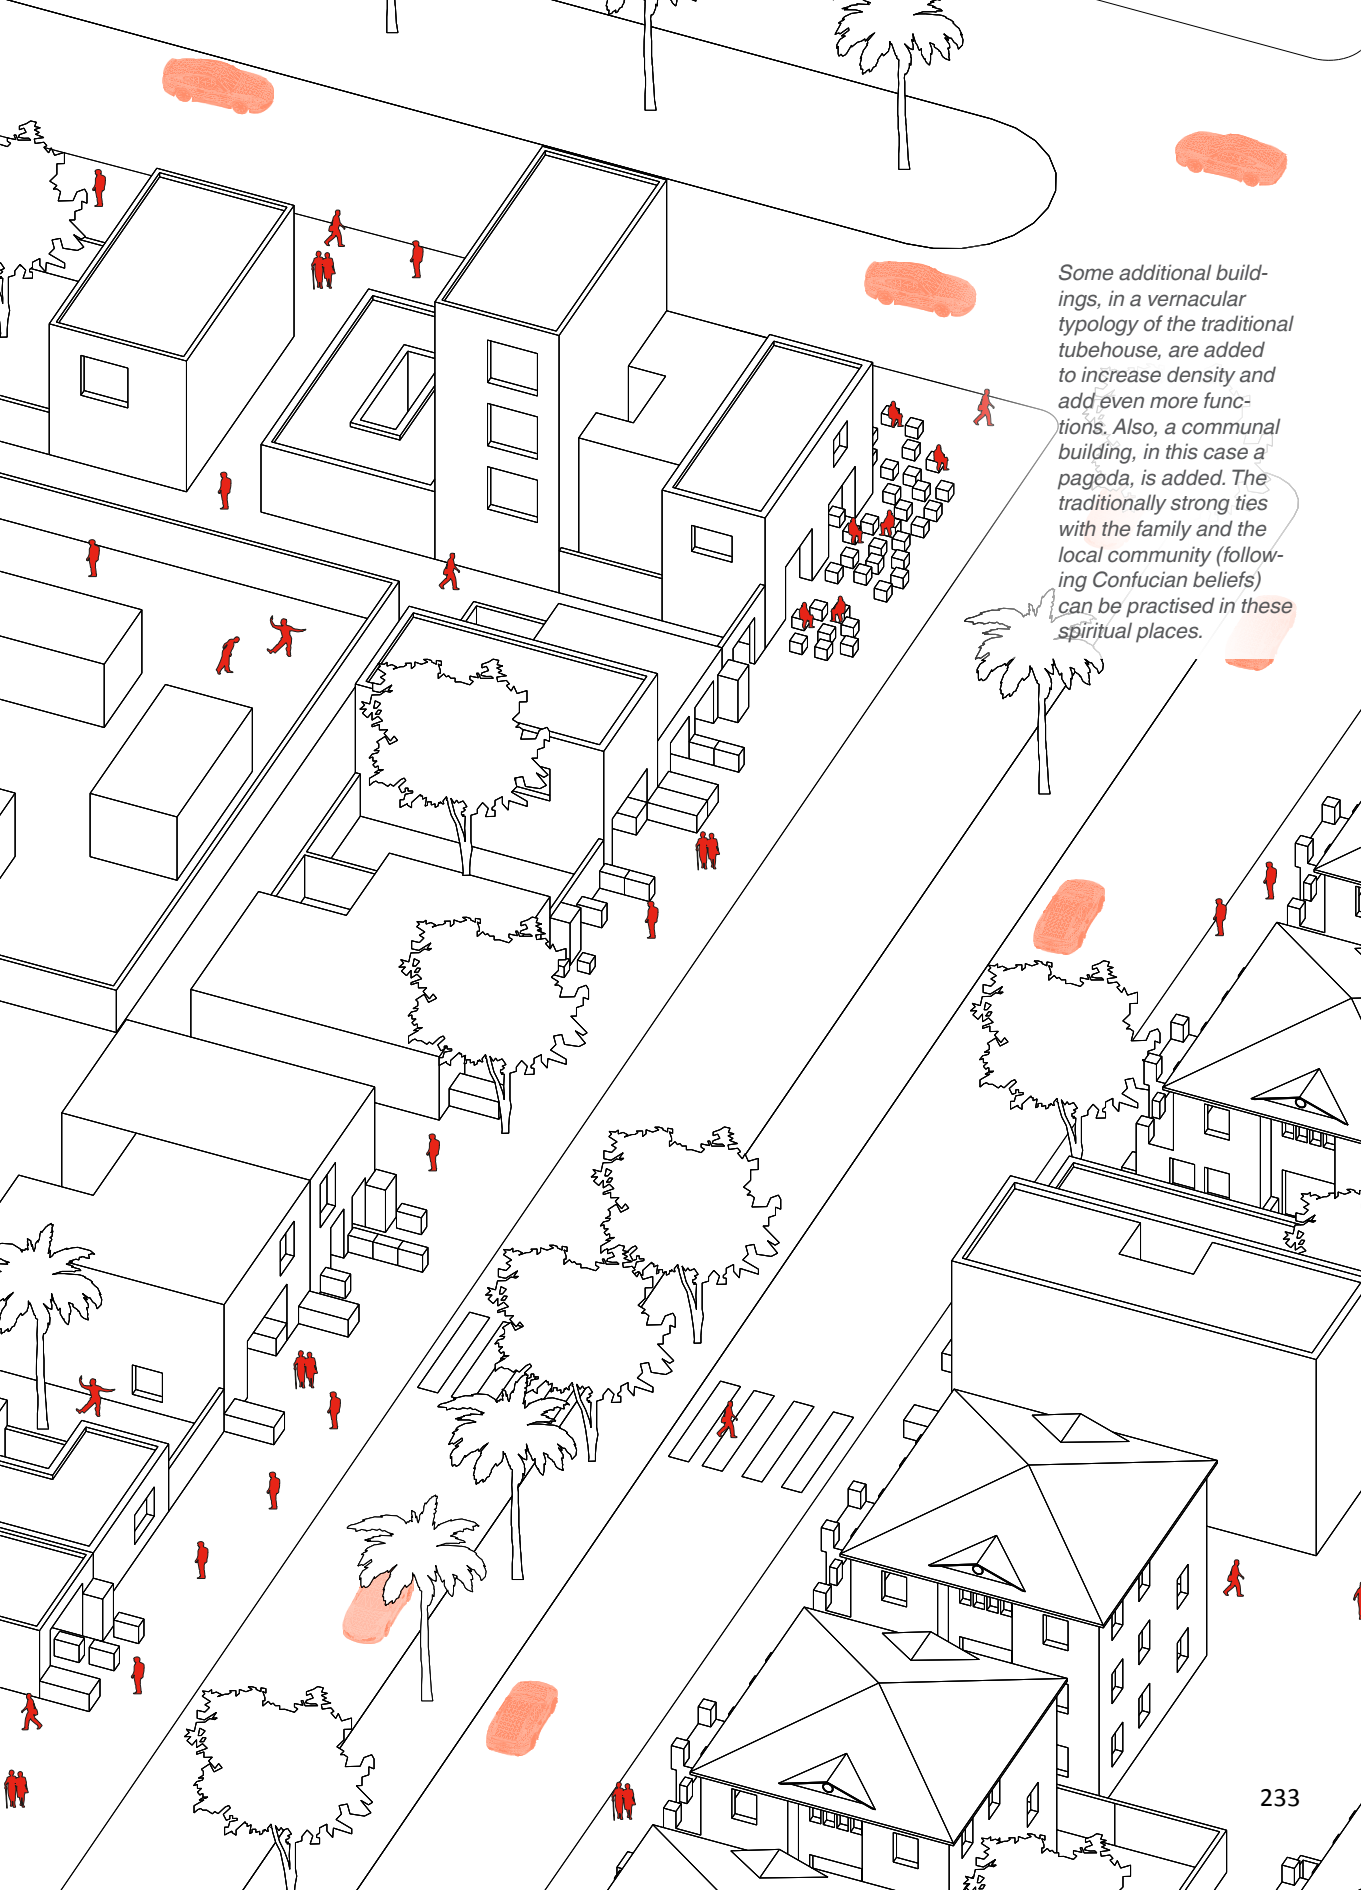 Some additional build-
ings, in a vernacular
typology of the traditional
tubehouse, are added
to increase density and
add even more func-
tions. Also, a communal
building, in this case a
pagoda, is added. The
traditionally strong ties
with the family and the
local community (follow-
ing Confucian beliefs)
can be practised in these
spiritual places.
233